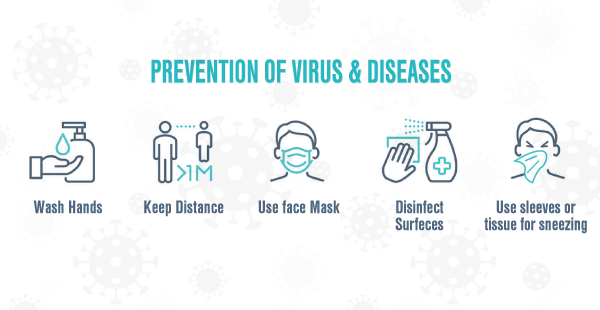 PREVENTION OF VIRUS & DISEASES
>1M
Wash Hands
Keep Distance
Use face Mask
Disinfect
Surfeces
Use sleeves or
tissue for sneezing